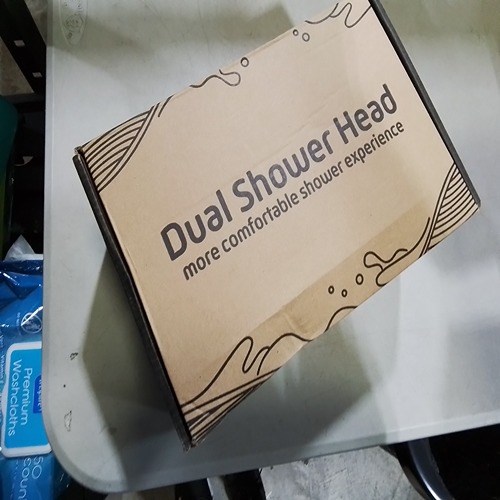 Dual Shower Head
more comfortable shower experience
Premium
Washcloths